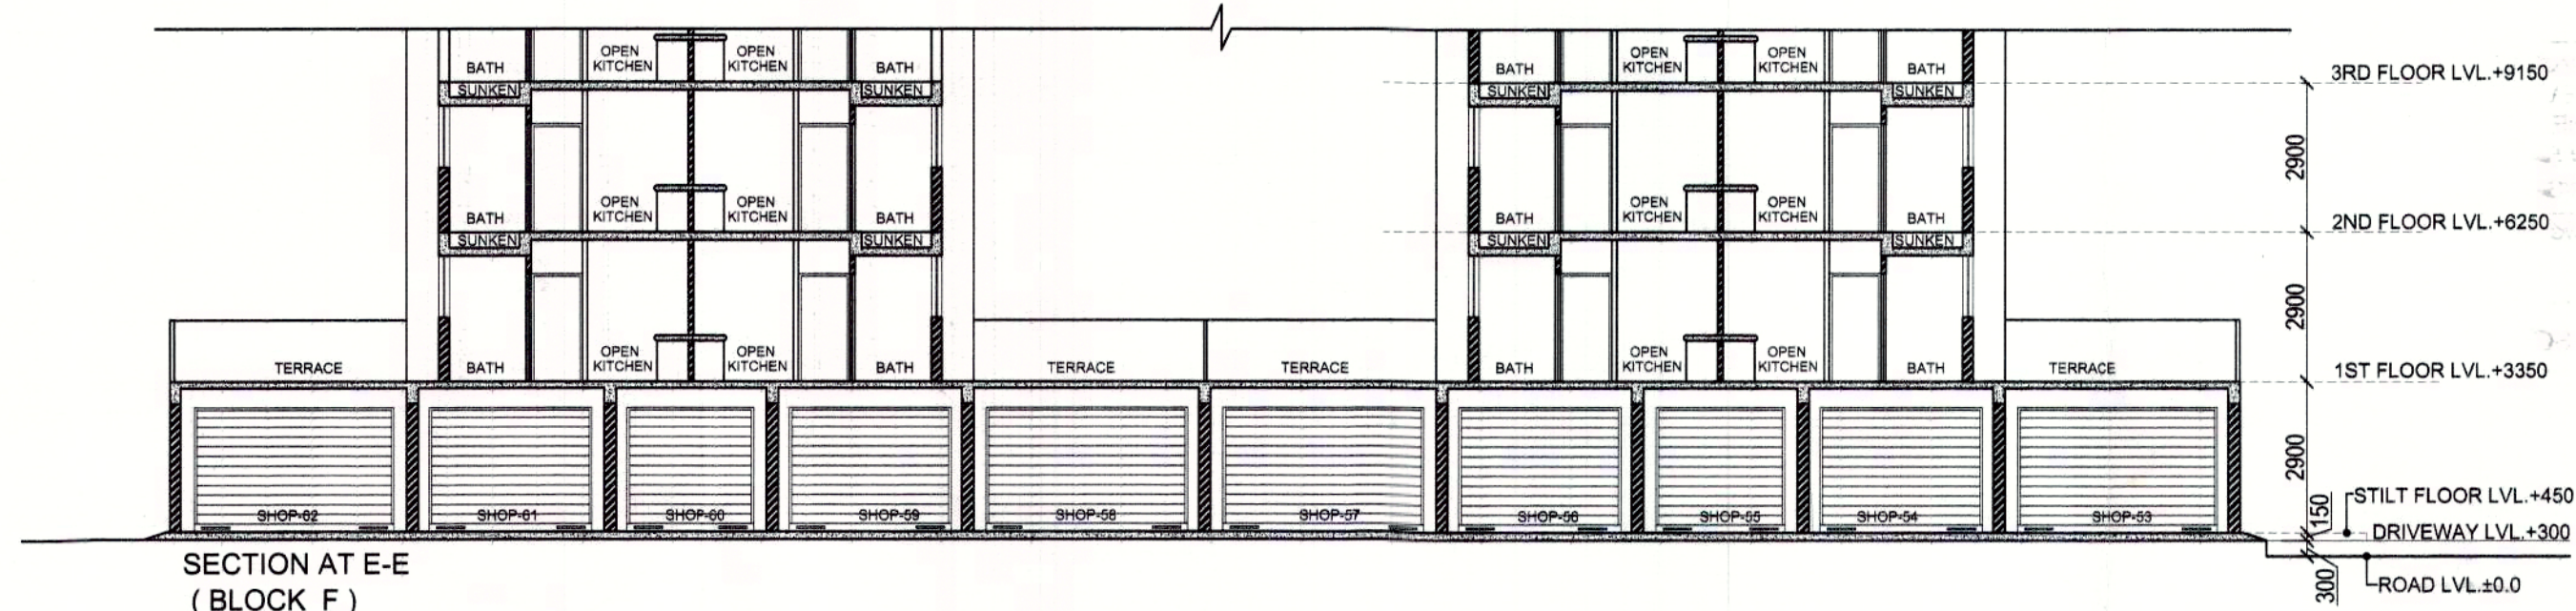 OPEN KITCHEN OPEN KITCHEN
BATH BATH
SUNKEN SUNKEN
OPEN KITCHEN OPEN KITCHEN
BATH BATH
SUNKEN SUNKEN
3RD FLOOR LVL.+9150
OPEN KITCHEN OPEN KITCHEN
BATH BATH
SUNKEN SUNKEN
OPEN KITCHEN OPEN KITCHEN
BATH BATH
SUNKEN SUNKEN
2900
2ND FLOOR LVL.+6250
TERRACE
OPEN KITCHEN OPEN KITCHEN
BATH BATH
TERRACE TERRACE
OPEN KITCHEN OPEN KITCHEN
BATH BATH
TERRACE
2900
1ST FLOOR LVL.+3350
SHOP-62 SHOP-61 SHOP-60 SHOP-59 SHOP-58 SHOP-57 SHOP-56 SHOP-55 SHOP-54 SHOP-53
2900
150
STILT FLOOR LVL.+450
DRIVEWAY LVL.+300
300
ROAD LVL.±0.0
SECTION AT E-E
( BLOCK F )